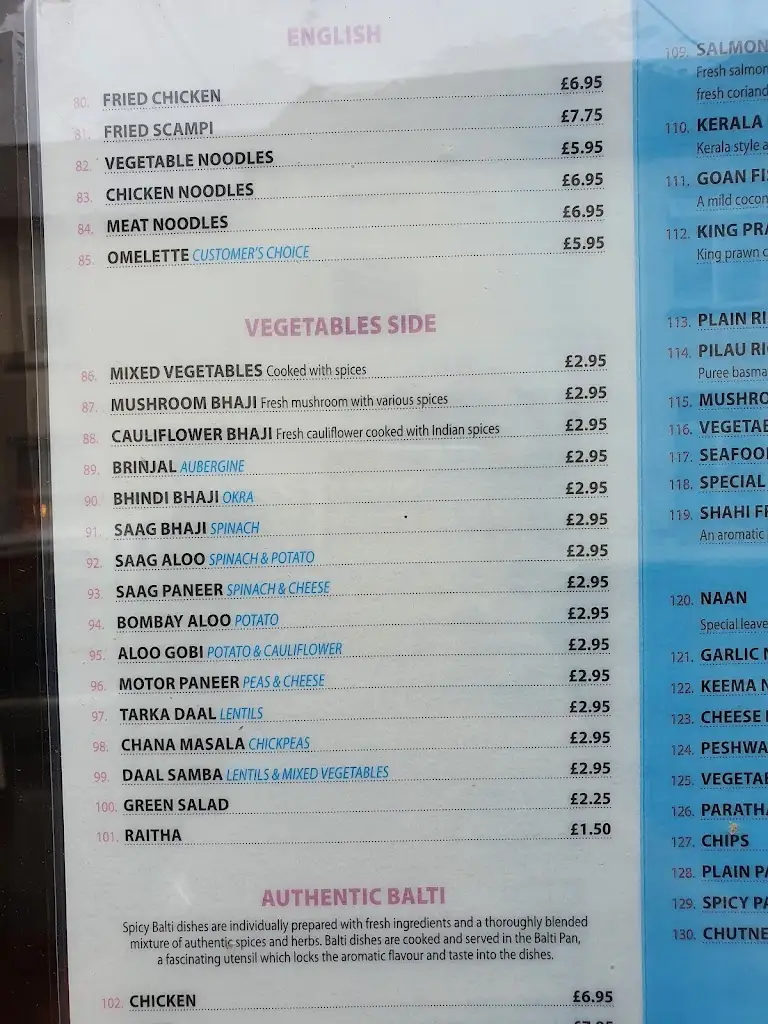 ENGLISH
80. FRIED CHICKEN £6.95
81. FRIED SCAMPI £7.75
82. VEGETABLE NOODLES £5.95
83. CHICKEN NOODLES £6.95
84. MEAT NOODLES £6.95
85. OMELETTE CUSTOMER'S CHOICE £5.95
VEGETABLES SIDE
86. MIXED VEGETABLES Cooked with spices £2.95
87. MUSHROOM BHAJI Fresh mushroom with various spices £2.95
88. CAULIFLOWER BHAJI Fresh cauliflower cooked with Indian spices £2.95
89. BRINJAL AUBERGINE £2.95
90. BHINDI BHAJI OKRA £2.95
91. SAAG BHAJI SPINACH £2.95
92. SAAG ALOO SPINACH & POTATO £2.95
93. SAAG PANEER SPINACH & CHEESE £2.95
94. BOMBAY ALOO POTATO £2.95
95. ALOO GOBI POTATO & CAULIFLOWER £2.95
96. MOTOR PANEER PEAS & CHEESE £2.95
97. TARKA DAAL LENTILS £2.95
98. CHANA MASALA CHICKPEAS £2.95
99. DAAL SAMBA LENTILS & MIXED VEGETABLES £2.95
100. GREEN SALAD £2.25
101. RAITHA £1.50
AUTHENTIC BALTI
Spicy Balti dishes are individually prepared with fresh ingredients and a thoroughly blended
mixture of authentic spices and herbs. Balti dishes are cooked and served in the Balti Pan,
a fascinating utensil which locks the aromatic flavour and taste into the dishes.
102. CHICKEN £6.95
109. SALMON
Fresh salmon
fresh
110. KERALA
Kerala style
111. GOAN
A mild
112. KING
King prawn
113. PLAIN
114. PILAU
Puree
115.
116.
117.
118. SPECIAL
119. SHAHI
An aromatic
120. NAAN
Special
121. GARLIC
122. KEEMA
123. CHEESE
124.
125.
126.
127. CHIPS
128. PLAIN
129. SPICY
130.